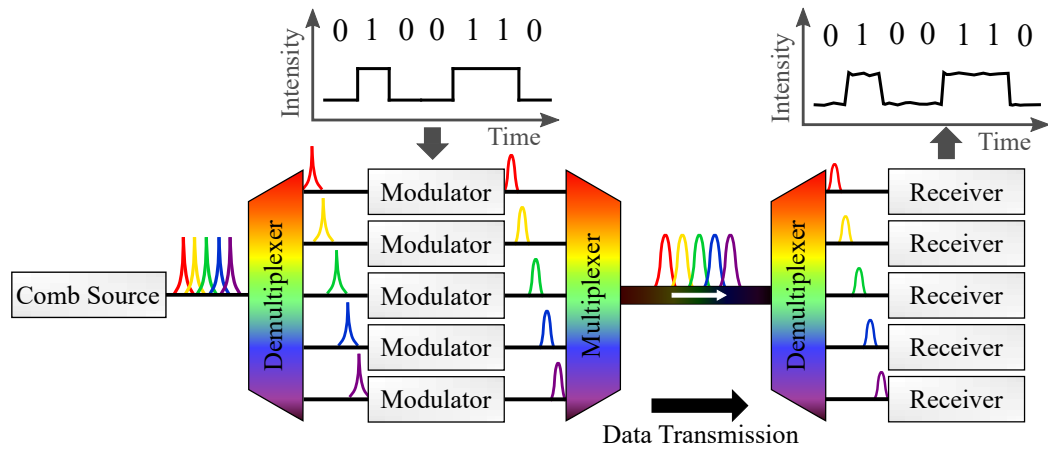 0 1 0 0 1 1 0
Intensity
Time
0 1 0 0 1 1 0
Intensity
Time
Comb Source
Demultiplexer
Modulator
Modulator
Modulator
Modulator
Modulator
Multiplexer
Data Transmission
Demultiplexer
Receiver
Receiver
Receiver
Receiver
Receiver